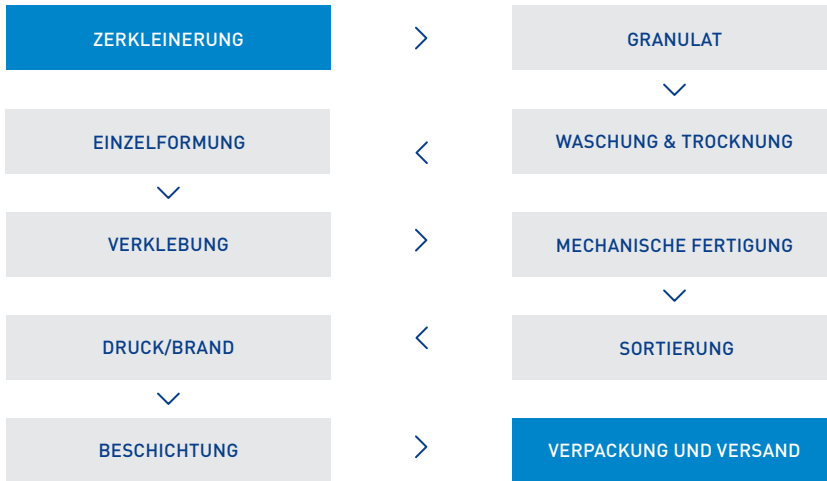 ZERKLEINERUNG
GRANULAT
WASCHUNG & TROCKNUNG
EINZELFORMUNG
VERKLEBUNG
MECHANISCHE FERTIGUNG
SORTIERUNG
DRUCK/BRAND
BESCHICHTUNG
VERPACKUNG UND VERSAND